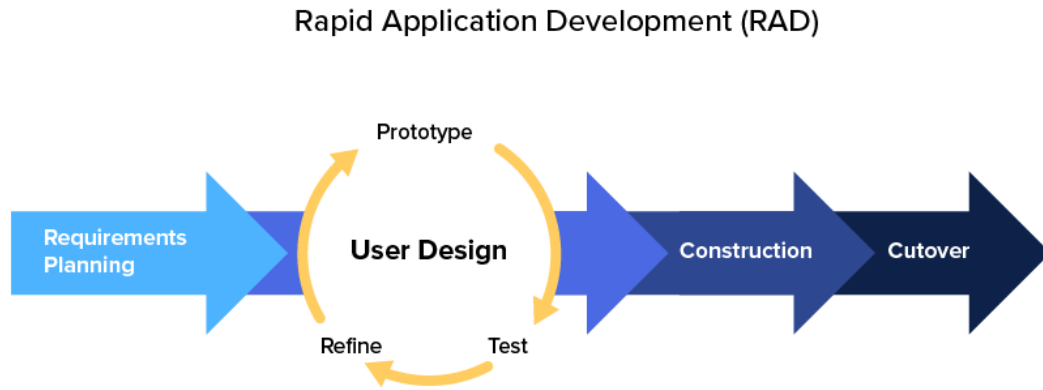 Rapid Application Development (RAD)
Prototype
Requirements
Planning
User Design
Construction
Cutover
Refine
Test